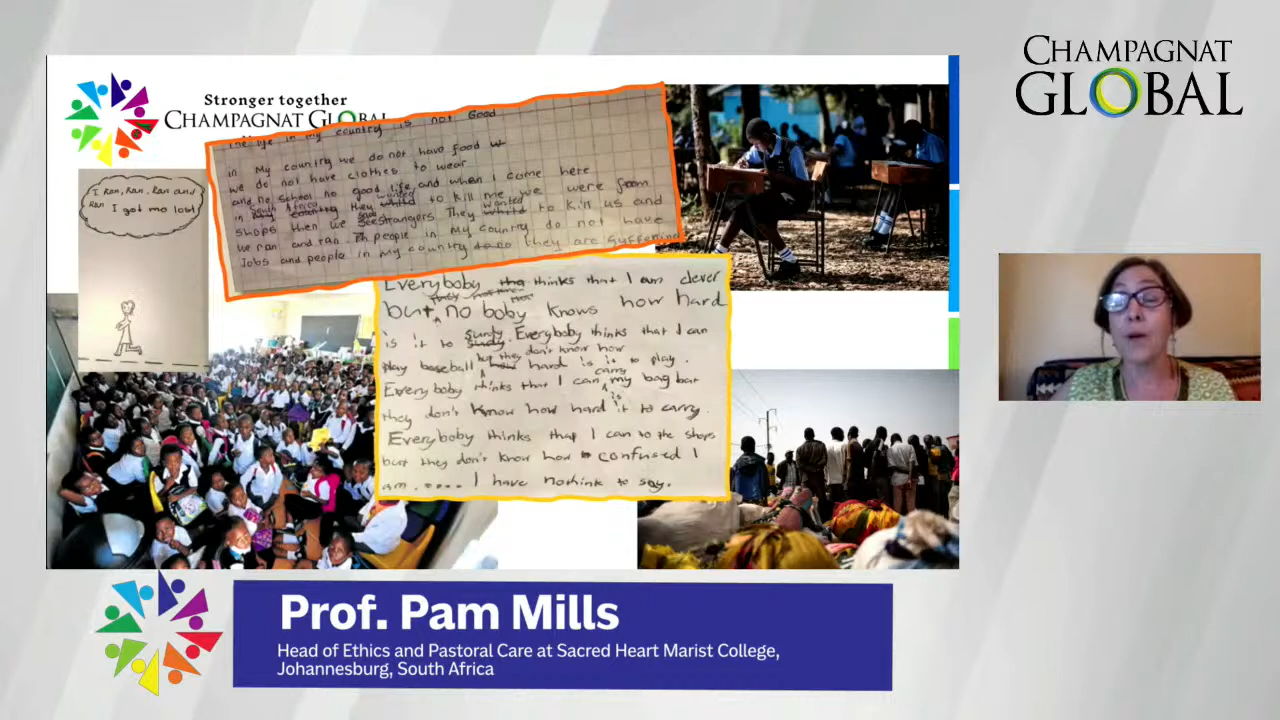 CHAMPAGNAT
GLOBAL
Stronger together
CHAMPAGNAT GLOBAL
I Ran, Ran, Ran and
Ran I got mo lost
The life in my country is not Good
in My country we do not have food
we do not have clothes to wear
and no school no good life and when I came here
in South Africa they wanted to kill me we were from
shops then we saw strangers. They wanted to kill us and
we ran and ran. people in my country do not have
Jobs and people in my country they are suffering
Everybody thinks that I am clever
but no baby knows how hard
is it to study. Everybody thinks that I can
play baseball but they don't know how hard is it to play.
Everybody thinks that I can carry my bag but
they don't know how hard is it to carry.
Everybaby thinks that I can to the shops
but they don't know how confused I
am..... I have nothink to say.
Prof. Pam Mills
Head of Ethics and Pastoral Care at Sacred Heart Marist College,
Johannesburg, South Africa